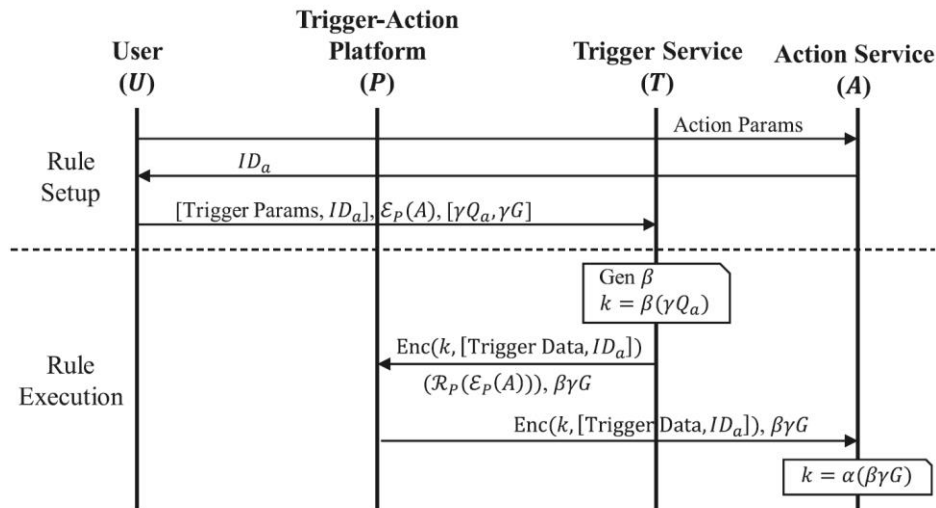 Trigger-Action
User Platform Trigger Service Action Service
(U) (P) (T) (A)
Action Params
Rule
Setup
ID_a
[Trigger Params, ID_a], ℰ_P(A), [γQ_a, γG]
Gen β
k = β(γQ_a)
Rule
Execution
Enc(k, [Trigger Data, ID_a])
(ℛ_P(ℰ_P(A))), βγG
Enc(k, [Trigger Data, ID_a]), βγG
k = α(βγG)